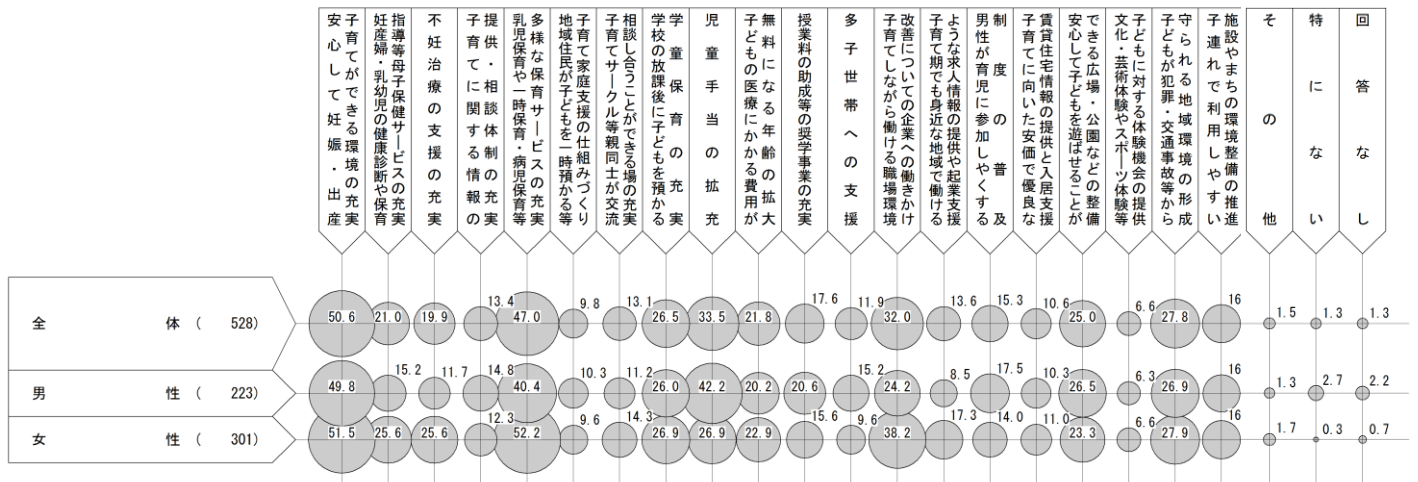 安心して妊娠・出産
子育てができる環境の充実
妊産婦・乳幼児の健康診断や保育
指導等母子保健サービスの充実
不妊治療の支援の充実
子育てに関する情報の
提供・相談体制の充実
乳児保育や一時保育・病児保育等
多様な保育サービスの充実
地域住民が子どもを一時預かる等
子育て家庭支援の仕組みづくり
子育てサークル等親同士が交流
相談し合うことができる場の充実
学校の放課後に子どもを預かる
学童保育の充実
児童手当の拡充
子どもの医療にかかる費用が
無料になる年齢の拡大
授業料の助成等の奨学事業の充実
多子世帯への支援
子育てしながら働ける職場環境
改善についての企業への働きかけ
子育て期でも身近な地域で働ける
ような求人情報の提供や起業支援
男性が育児に参加しやすくする
制度の普及
子育てに向いた安価で優良な
賃貸住宅情報の提供と入居支援
安心して子どもを遊ばせることが
できる広場・公園などの整備
文化・芸術体験やスポーツ体験等
子どもに対する体験機会の提供
子どもが犯罪・交通事故等から
守られる地域環境の形成
子連れで利用しやすい
施設やまちの環境整備の推進
その他
特にない
回答なし
全体 ( 528) 50.6 21.0 19.9 13.4 47.0 9.8 13.1 26.5 33.5 21.8 17.6 11.9 32.0 13.6 15.3 10.6 25.0 6.6 27.8 16 1.5 1.3 1.3
男性 ( 223) 49.8 15.2 11.7 14.8 40.4 10.3 11.2 26.0 42.2 20.2 20.6 15.2 24.2 8.5 17.5 10.3 26.5 6.3 26.9 16 1.3 2.7 2.2
女性 ( 301) 51.5 25.6 25.6 12.3 52.2 9.6 14.3 26.9 26.9 22.9 15.6 9.6 38.2 17.3 14.0 11.0 23.3 6.6 27.9 16 1.7 0.3 0.7